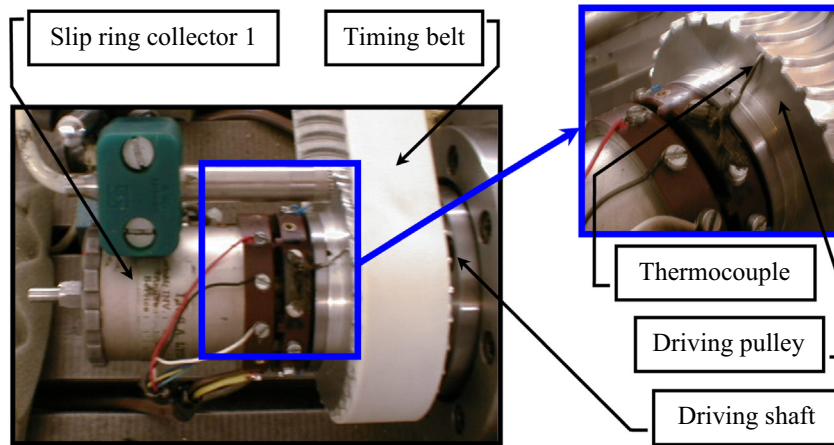 Slip ring collector 1
Timing belt
Thermocouple
Driving pulley
Driving shaft